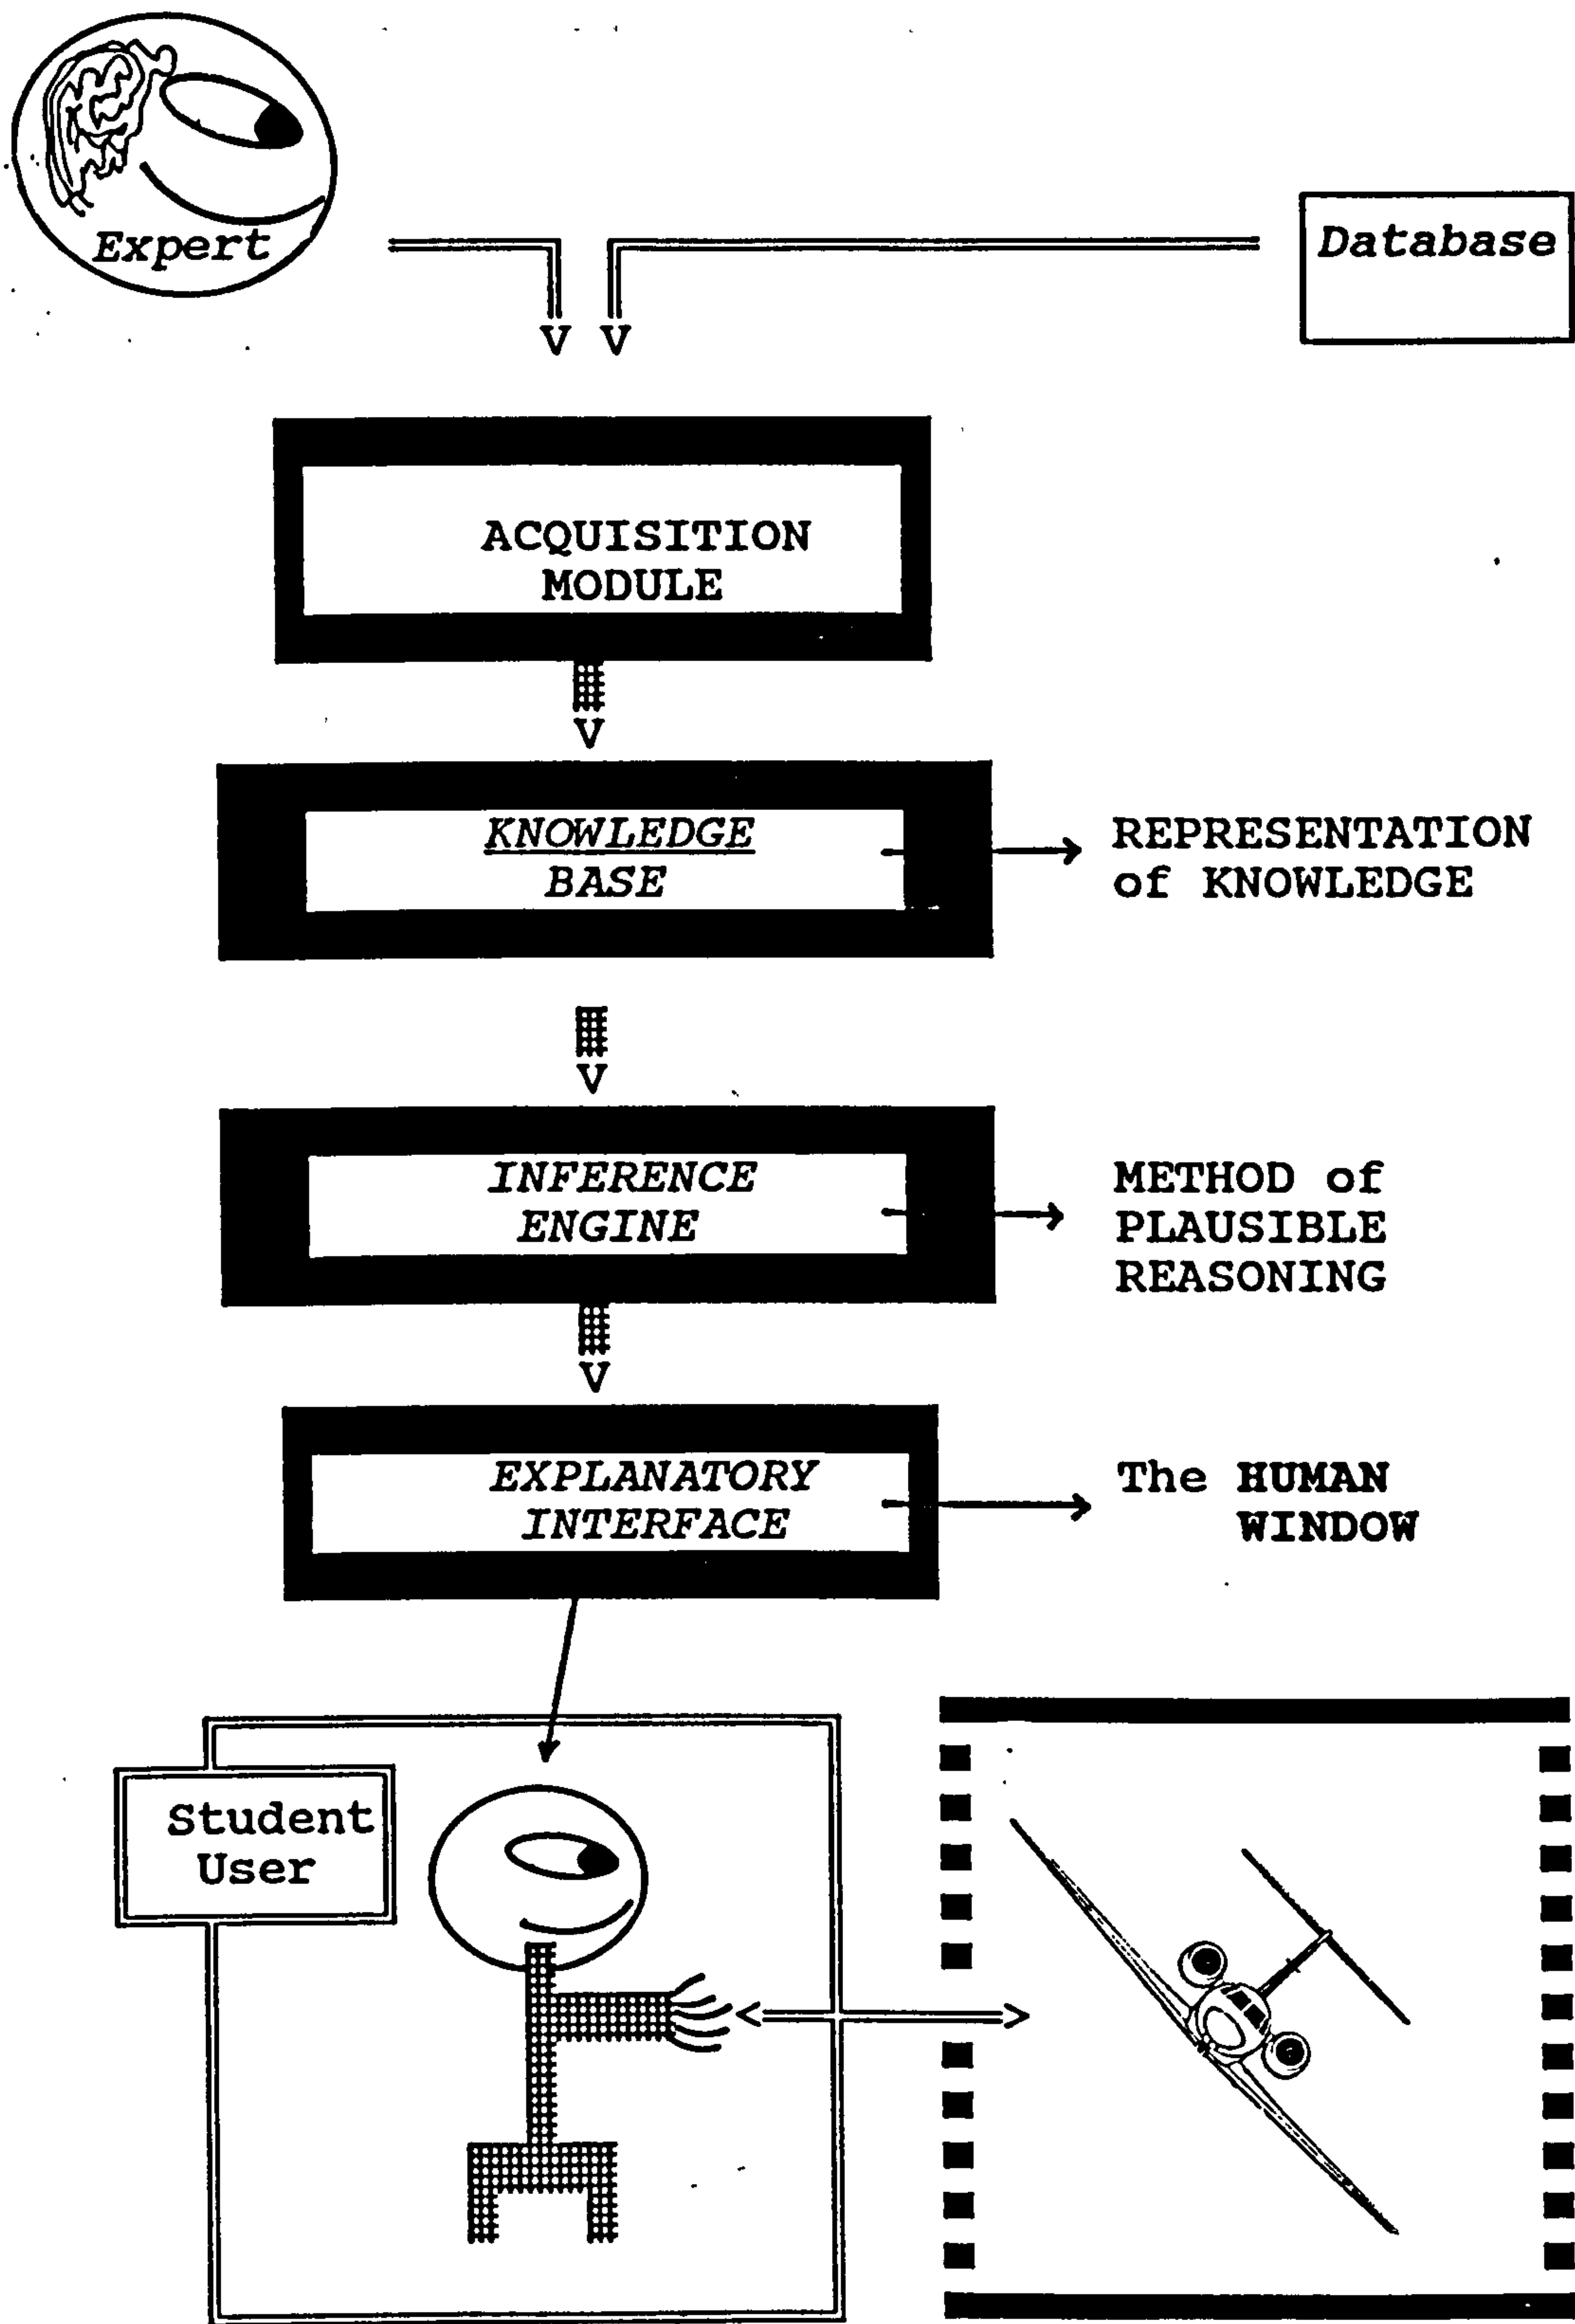 Expert
Database
ACQUISITION
MODULE
KNOWLEDGE
BASE
REPRESENTATION
of KNOWLEDGE
INFERENCE
ENGINE
METHOD of
PLAUSIBLE
REASONING
EXPLANATORY
INTERFACE
The HUMAN
WINDOW
Student
User